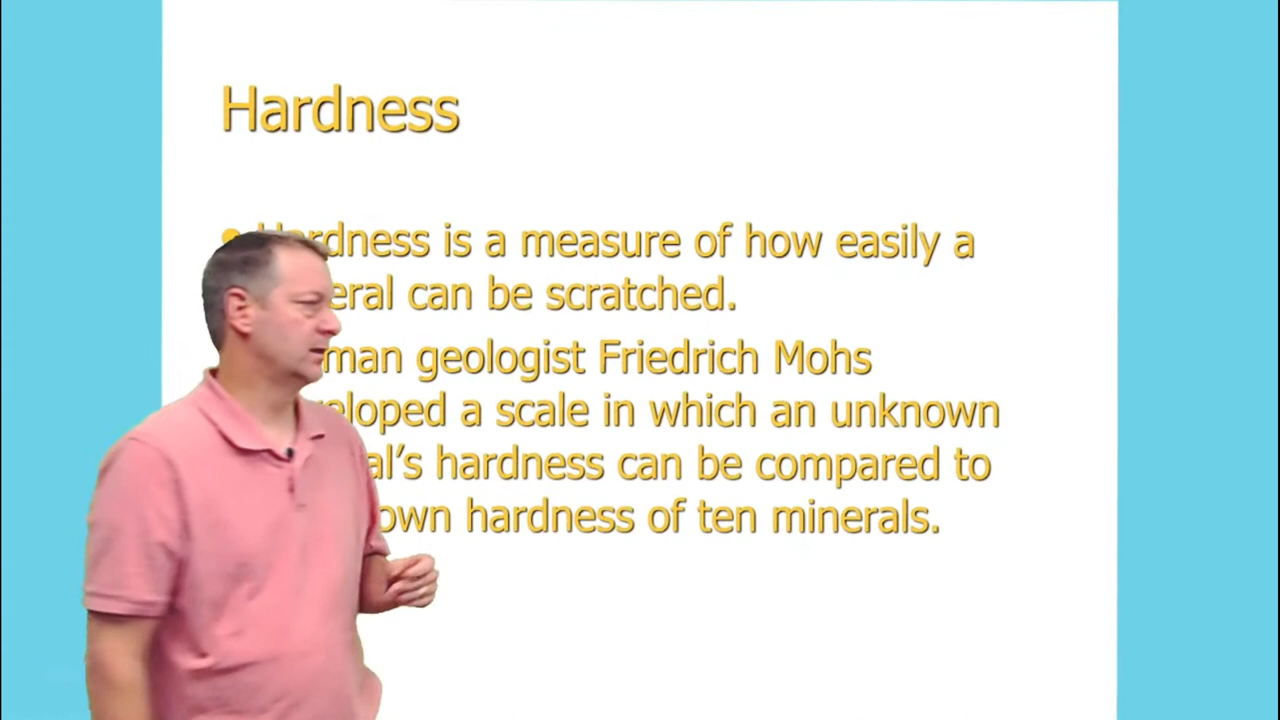 Hardness
• Hardness is a measure of how easily a
eral can be scratched.
man geologist Friedrich Mohs
eloped a scale in which an unknown
al’s hardness can be compared to
own hardness of ten minerals.